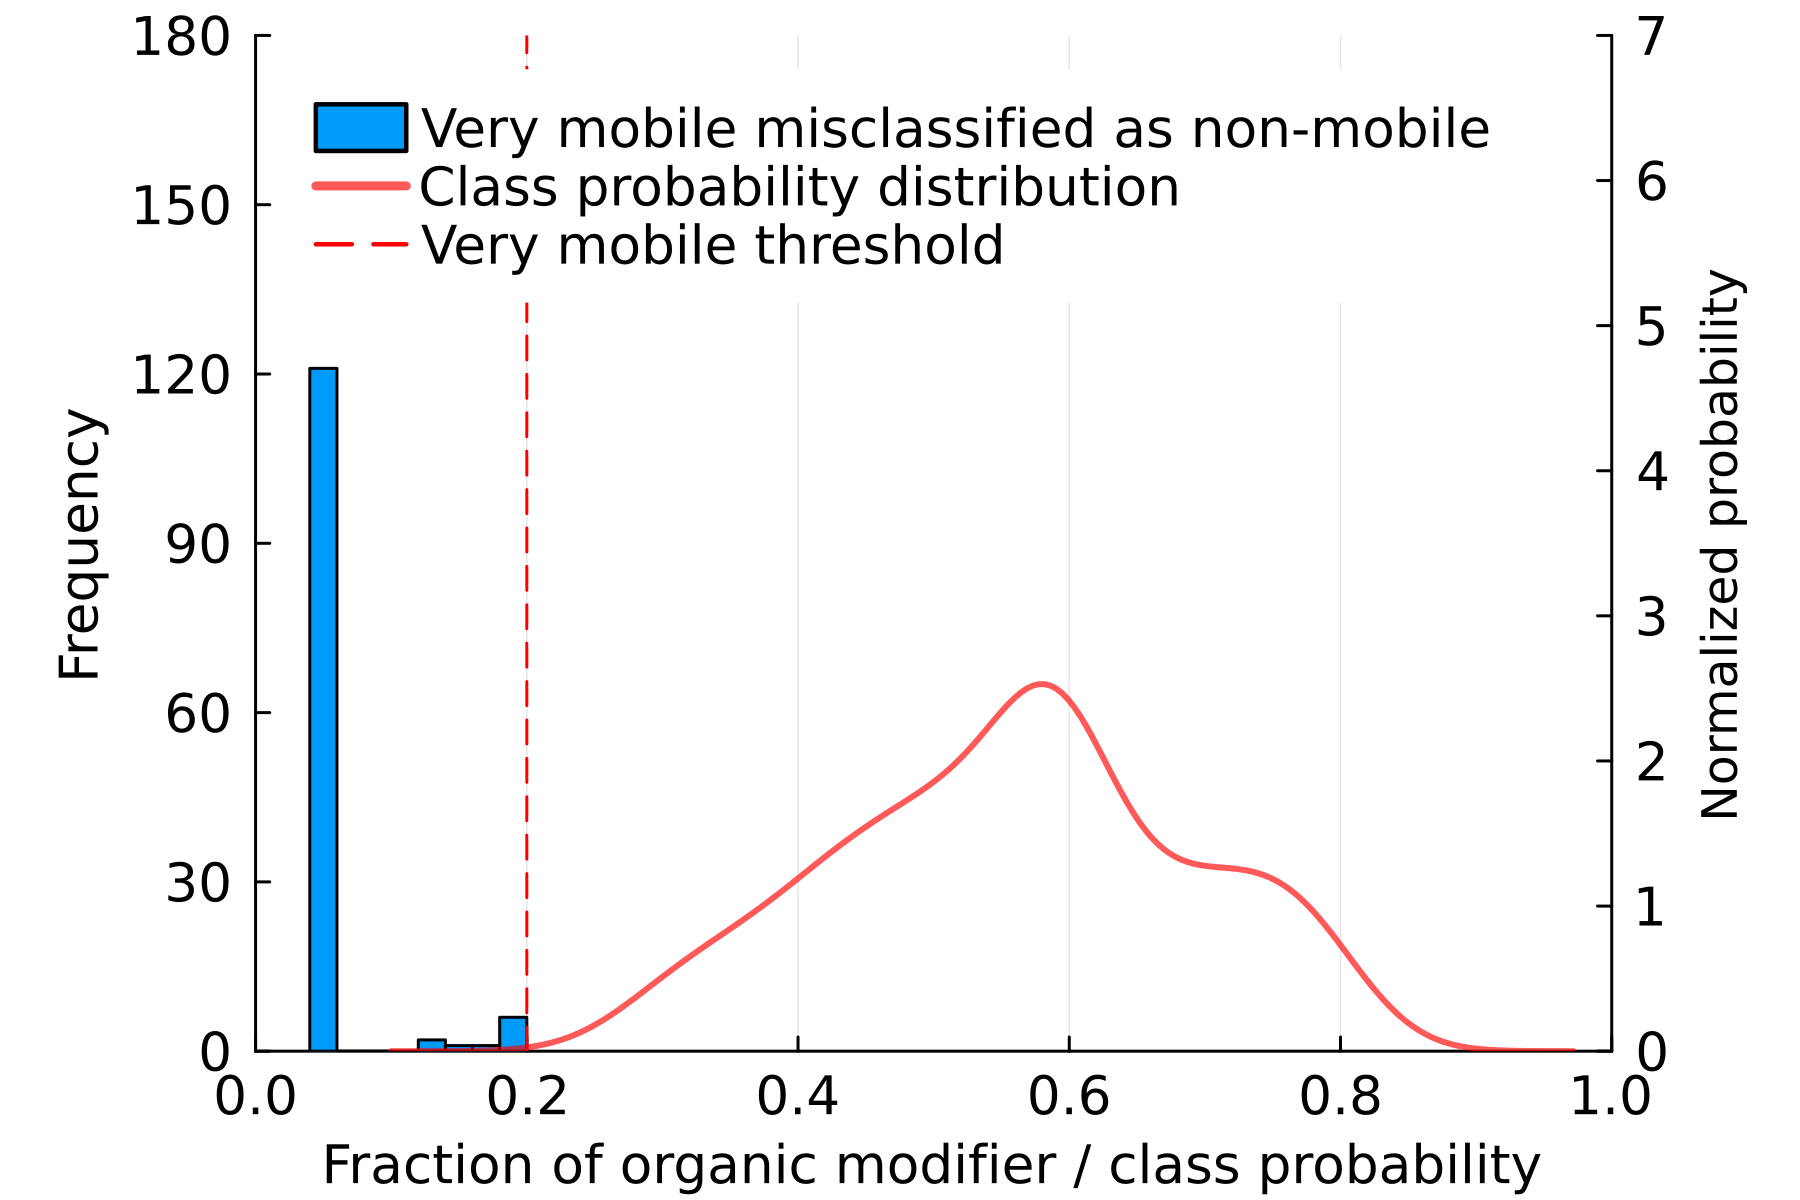 Very mobile misclassified as non-mobile
Class probability distribution
Very mobile threshold
Frequency
180
150
120
90
60
30
0
7
6
5
4
3
2
1
0
Normalized probability
0.0 0.2 0.4 0.6 0.8 1.0
Fraction of organic modifier / class probability